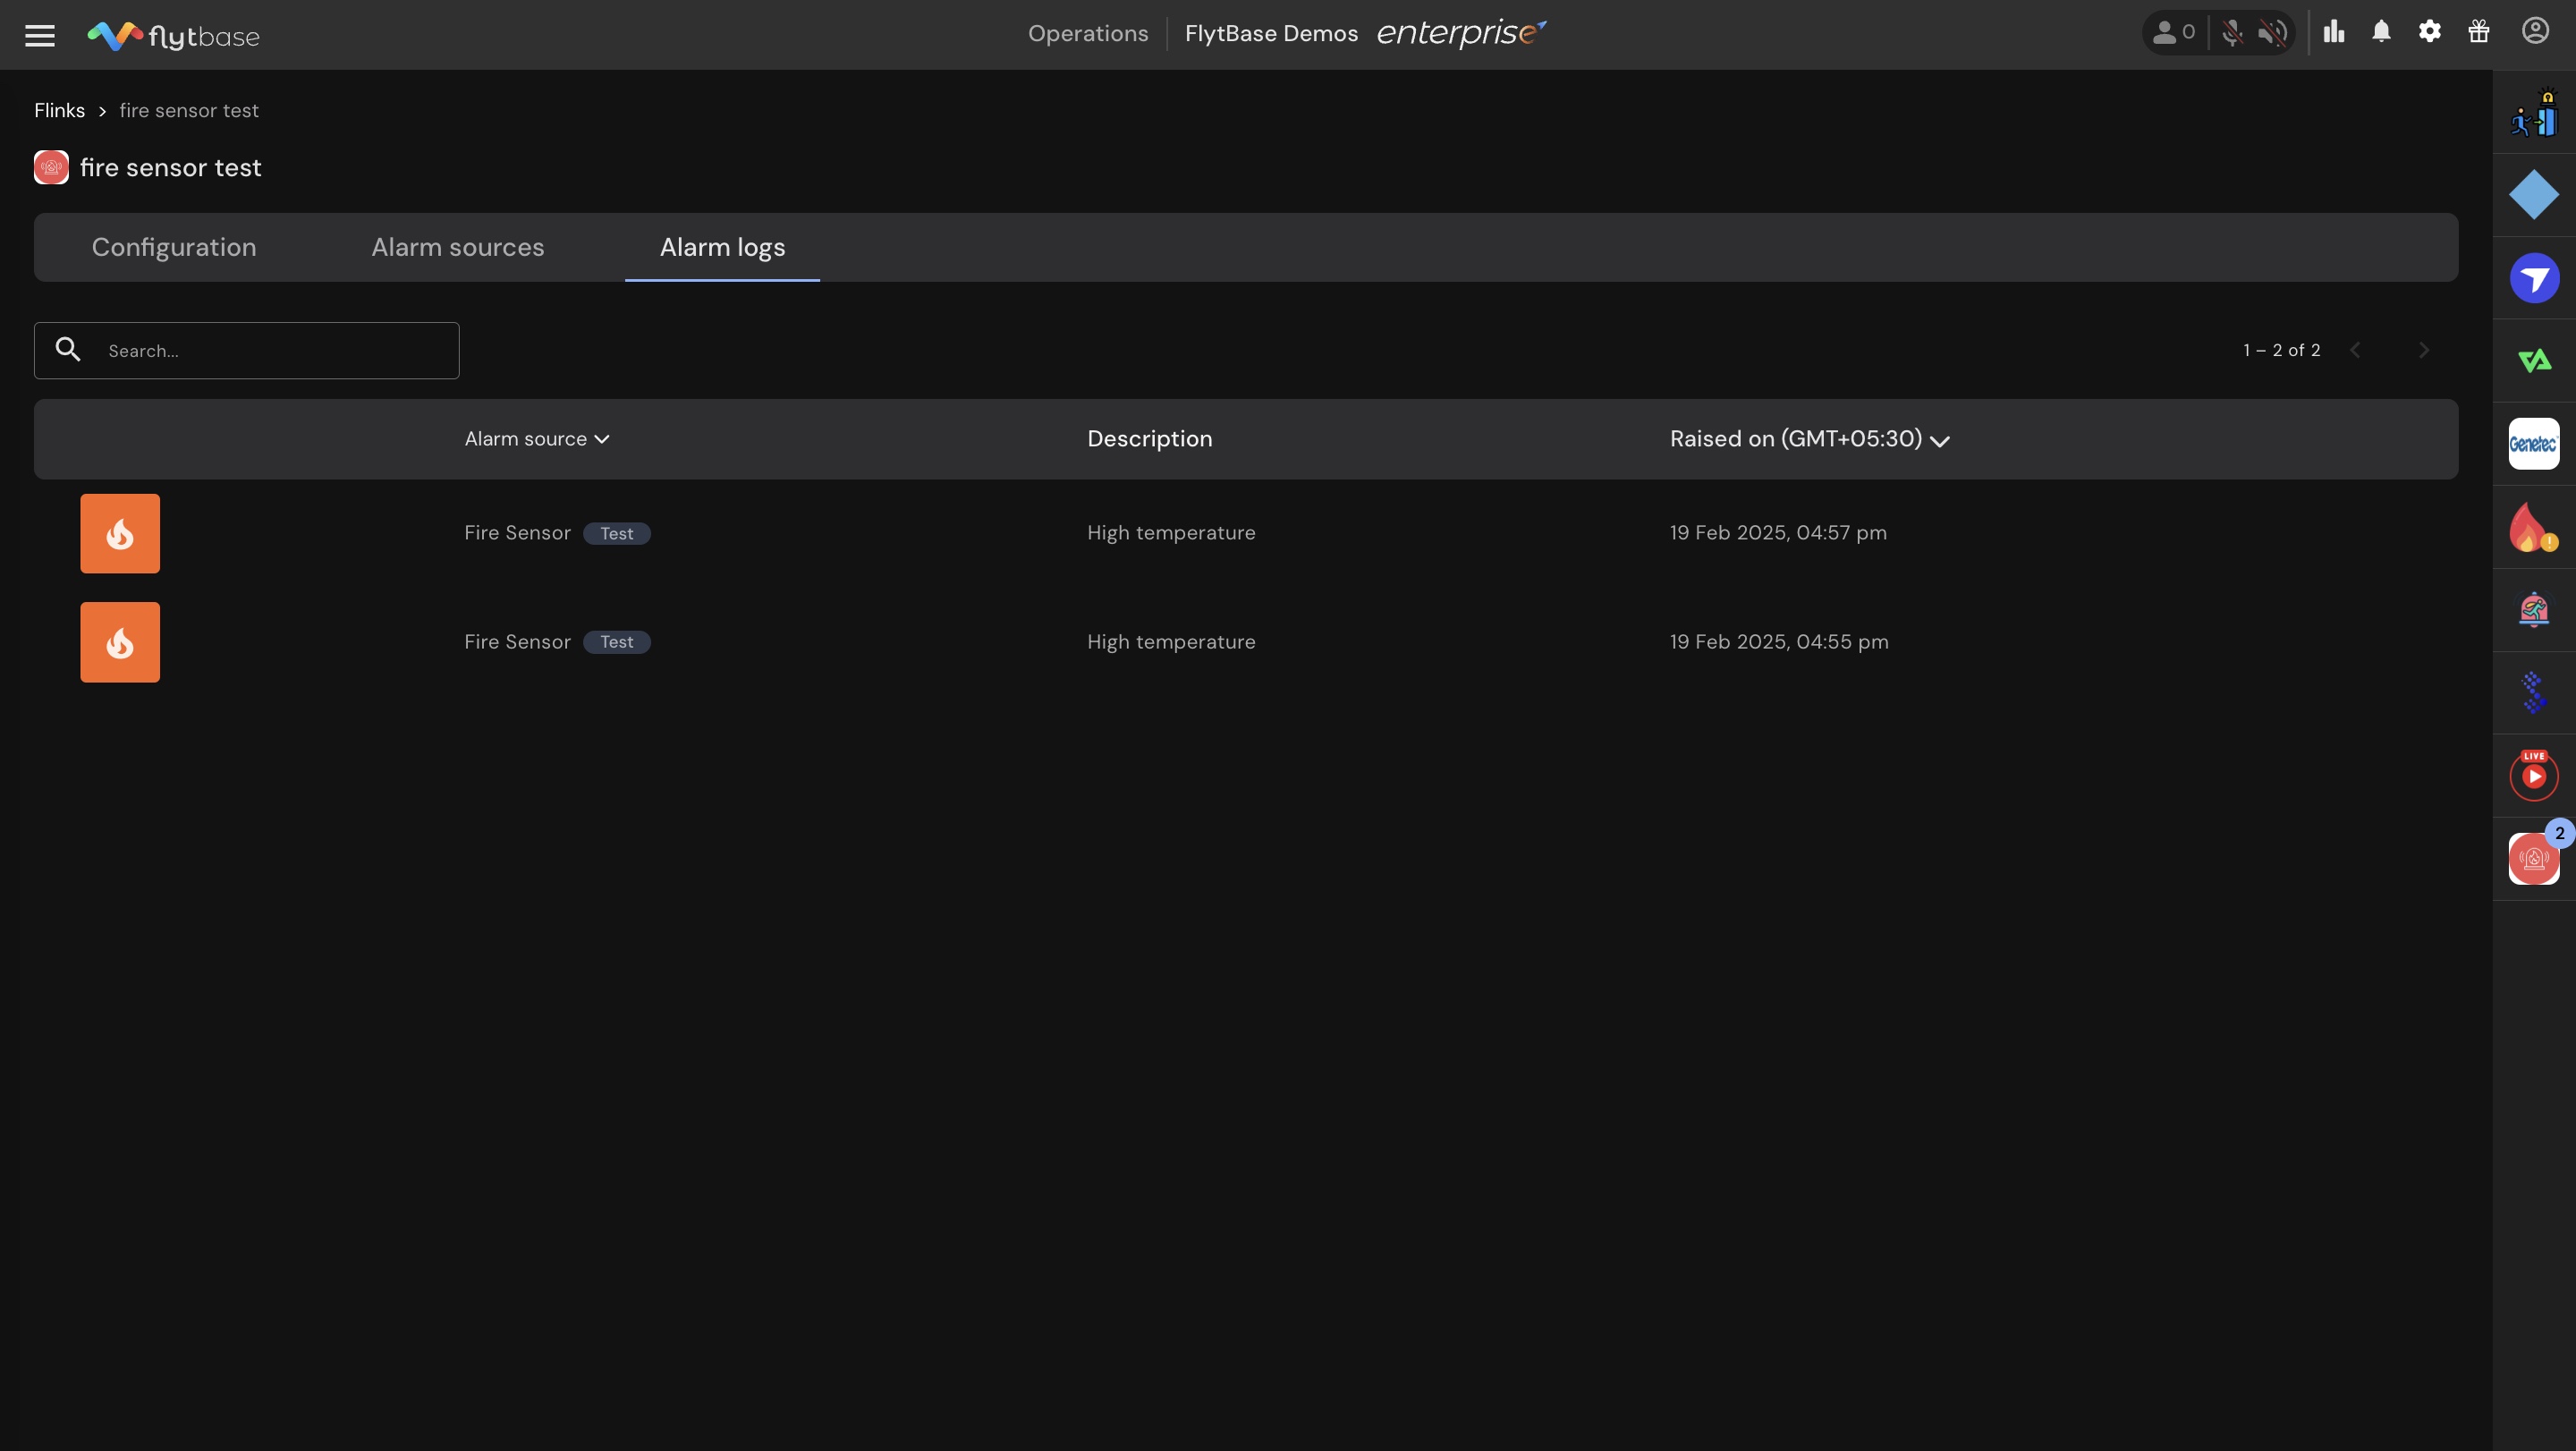 flytbase
Operations FlytBase Demos enterprise
0
Flinks > fire sensor test
fire sensor test
Configuration Alarm sources Alarm logs
Search...
1 – 2 of 2
Alarm source Description Raised on (GMT+05:30)
Fire Sensor Test High temperature 19 Feb 2025, 04:57 pm
Fire Sensor Test High temperature 19 Feb 2025, 04:55 pm
Genetec
LIVE
2